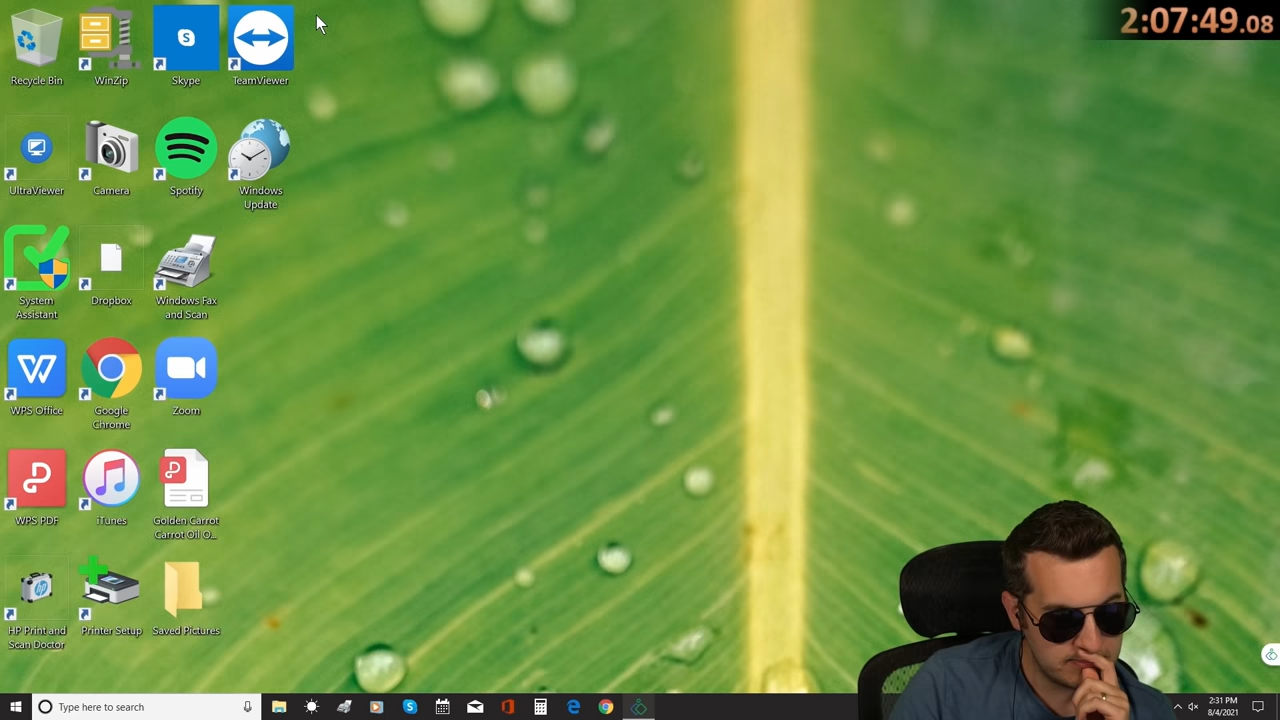 2:07:49.08
Recycle Bin
WinZip
Skype
TeamViewer
UltraViewer
Camera
Spotify
Windows
Update
System
Assistant
Dropbox
Windows Fax
and Scan
WPS Office
Google
Chrome
Zoom
WPS PDF
iTunes
Golden Carrot
Carrot Oil O...
HP Print and
Scan Doctor
Printer Setup
Saved Pictures
Type here to search
2:31 PM
8/4/2021